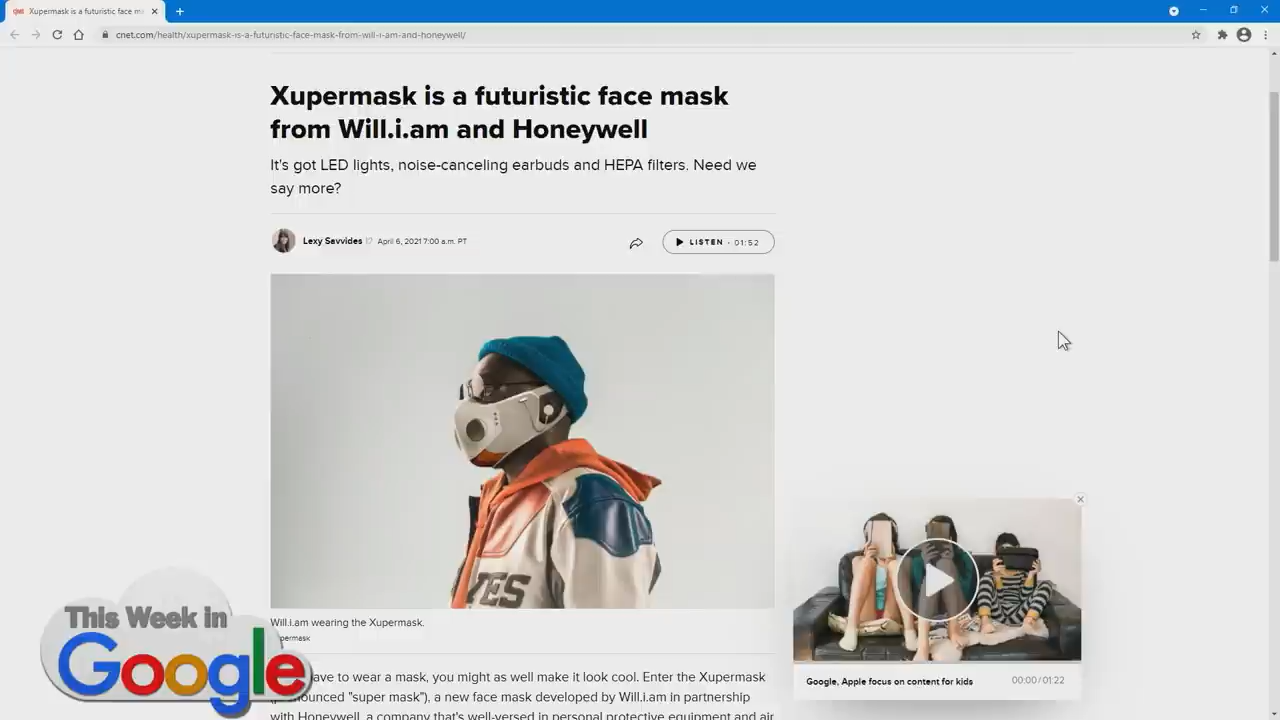 cnet Xupermask is a futuristic face m
cnet.com/health/xupermask-is-a-futuristic-face-mask-from-will-i-am-and-honeywell/
Xupermask is a futuristic face mask
from Will.i.am and Honeywell
It's got LED lights, noise-canceling earbuds and HEPA filters. Need we
say more?
Lexy Savvides April 6, 2021 7:00 a.m. PT
LISTEN - 01:52
YES
Will.i.am wearing the Xupermask.
permask
ave to wear a mask, you might as well make it look cool. Enter the Xupermask
nounced "super mask"), a new face mask developed by Will.i.am in partnership
with Honeywell, a company that's well-versed in personal protective equipment and air
Google, Apple focus on content for kids 00:00/01:22
This Week in
Google